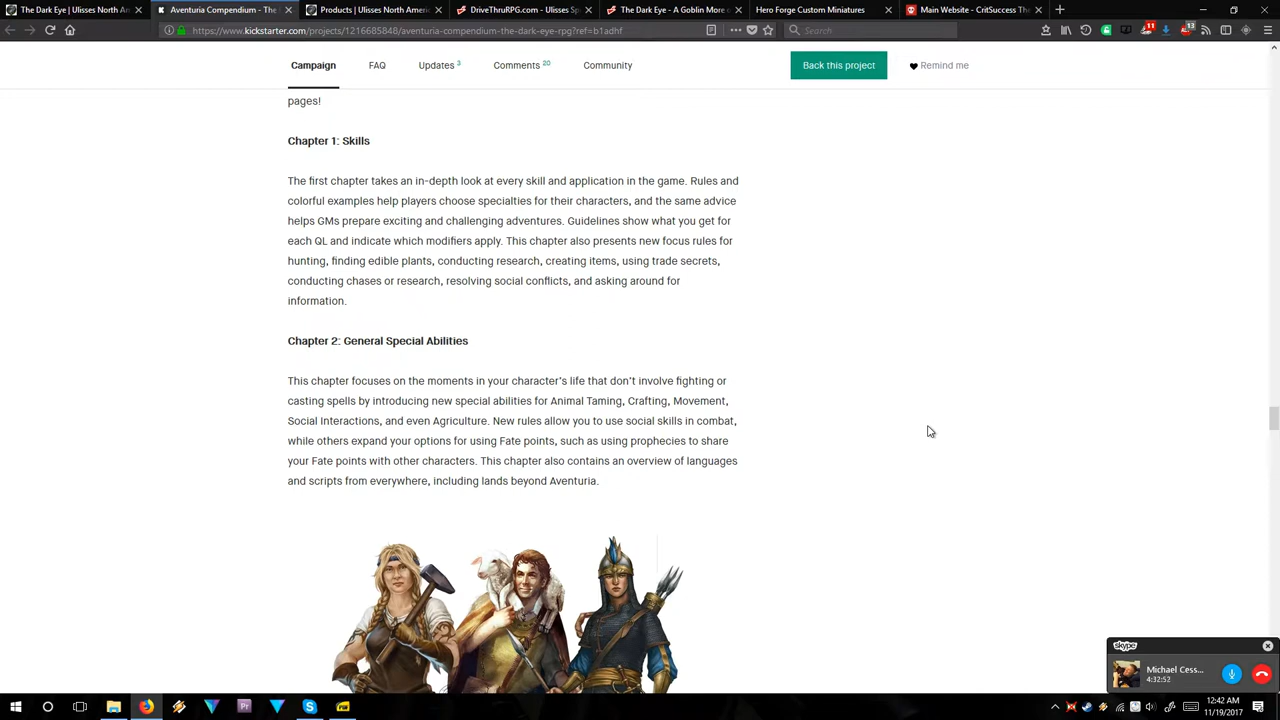 The Dark Eye | Ulisses North Am
Aventuria Compendium - The
Products | Ulisses North Americ
DriveThruRPG.com - Ulisses Sp
The Dark Eye - A Goblin More o
Hero Forge Custom Miniatures
Main Website - CritSuccess The
https://www.kickstarter.com/projects/1216685848/aventuria-compendium-the-dark-eye-rpg?ref=b1adhf
Search
11
13
Campaign
FAQ
Updates 3
Comments 20
Community
Back this project
Remind me
pages!
Chapter 1: Skills
The first chapter takes an in-depth look at every skill and application in the game. Rules and
colorful examples help players choose specialties for their characters, and the same advice
helps GMs prepare exciting and challenging adventures. Guidelines show what you get for
each QL and indicate which modifiers apply. This chapter also presents new focus rules for
hunting, finding edible plants, conducting research, creating items, using trade secrets,
conducting chases or research, resolving social conflicts, and asking around for
information.
Chapter 2: General Special Abilities
This chapter focuses on the moments in your character's life that don't involve fighting or
casting spells by introducing new special abilities for Animal Taming, Crafting, Movement,
Social Interactions, and even Agriculture. New rules allow you to use social skills in combat,
while others expand your options for using Fate points, such as using prophecies to share
your Fate points with other characters. This chapter also contains an overview of languages
and scripts from everywhere, including lands beyond Aventuria.
skype
Michael Cess...
4:32:52
Pr
12:42 AM
11/19/2017